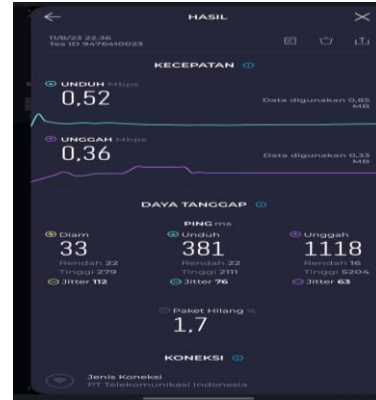 HASIL
11/8/23 22.36
Tes ID 9476410023
KECEPATAN
UNDUH Mbps
0,52
Data digunakan 0,85 MB
UNGGAH Mbps
0,36
Data digunakan 0,33 MB
DAYA TANGGAP
PING ms
Diam Unduh Unggah
33 381 1118
Rendah 22 Rendah 22 Rendah 16
Tinggi 279 Tinggi 2111 Tinggi 5204
Jitter 112 Jitter 76 Jitter 63
Paket Hilang %
1,7
KONEKSI
Jenis Koneksi
PT Telekomunikasi Indonesia